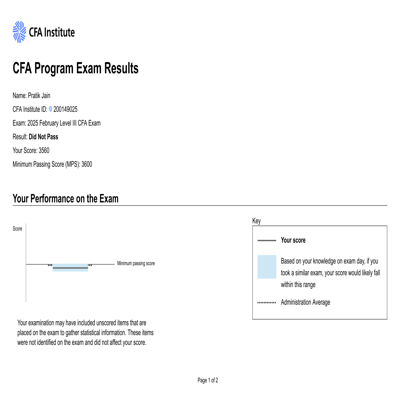 CFA Institute
CFA Program Exam Results
Name: Pratik Jain
CFA Institute ID: 200149025
Exam: 2025 February Level III CFA Exam
Result: Did Not Pass
Your Score: 3560
Minimum Passing Score (MPS): 3600
Your Performance on the Exam
Score
Minimum passing score
Your examination may have included unscored items that are
placed on the exam to gather statistical information. These items
were not identified on the exam and did not affect your score.
Key
Your score
Based on your knowledge on exam day, if you
took a similar exam, your score would likely fall
within this range
Administration Average
Page 1 of 2